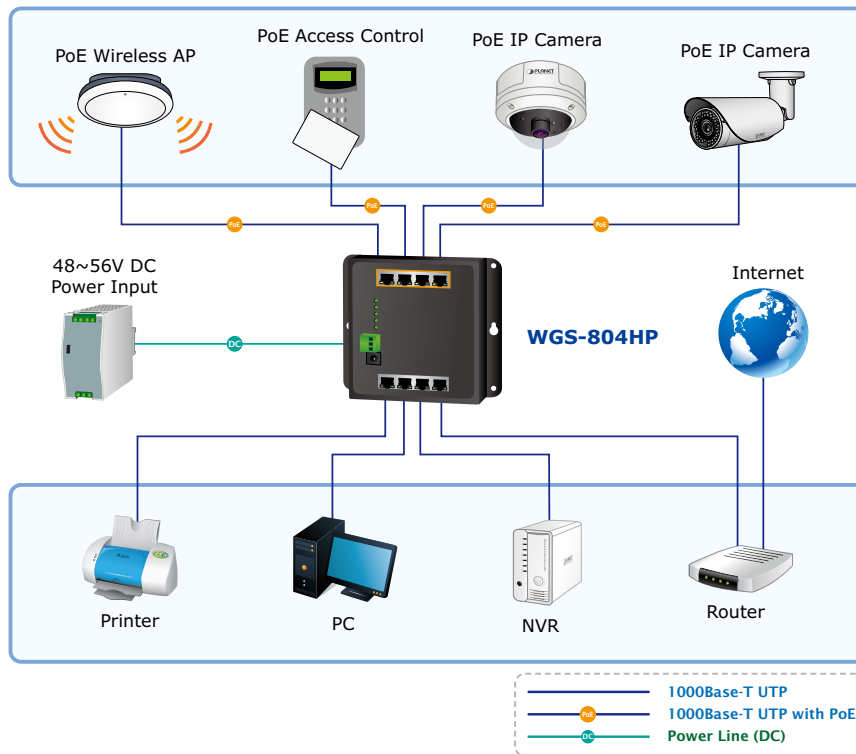 PoE Wireless AP
PoE Access Control
PoE IP Camera
PoE IP Camera
PLANET
PoE
PoE
PoE
PoE
48~56V DC
Power Input
DC
WGS-804HP
Internet
Printer
PC
NVR
Router
1000Base-T UTP
PoE
1000Base-T UTP with PoE
DC
Power Line (DC)